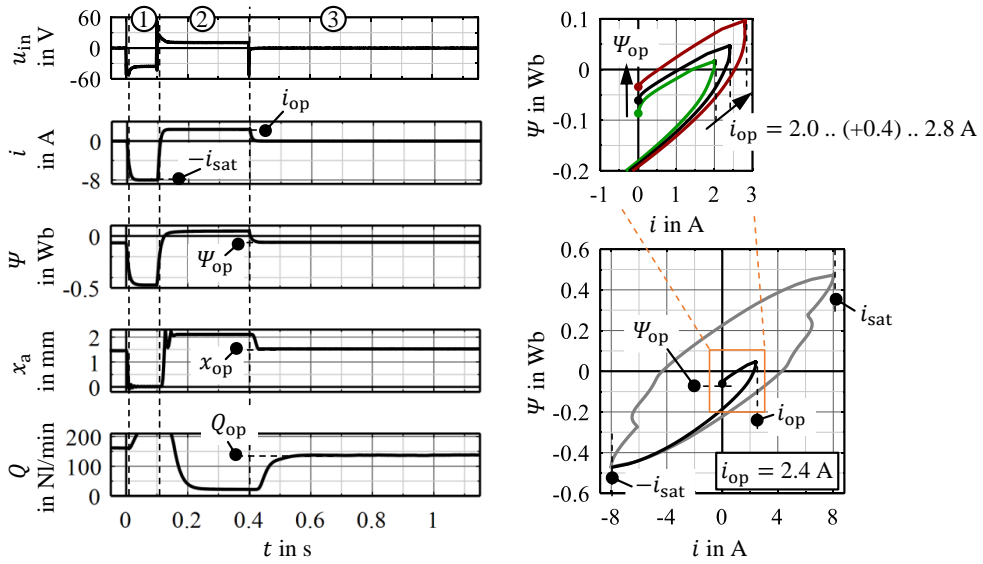 60
0
-60
u_in
in V
① ② ③
0
-8
i
in A
i_op
−i_sat
0
-0.5
Ψ
in Wb
Ψ_op
2
1
0
x_a
in mm
x_op
200
100
0
Q
in Nl/min
Q_op
0 0.2 0.4 0.6 0.8 1
t in s
0.1
0
-0.1
-0.2
Ψ in Wb
Ψ_op
i_op = 2.0 .. (+0.4) .. 2.8 A
-1 0 1 2 3
i in A
0.6
0.4
0.2
0
-0.2
-0.4
-0.6
Ψ in Wb
i_sat
Ψ_op
i_op
i_op = 2.4 A
−i_sat
-8 -4 0 4 8
i in A